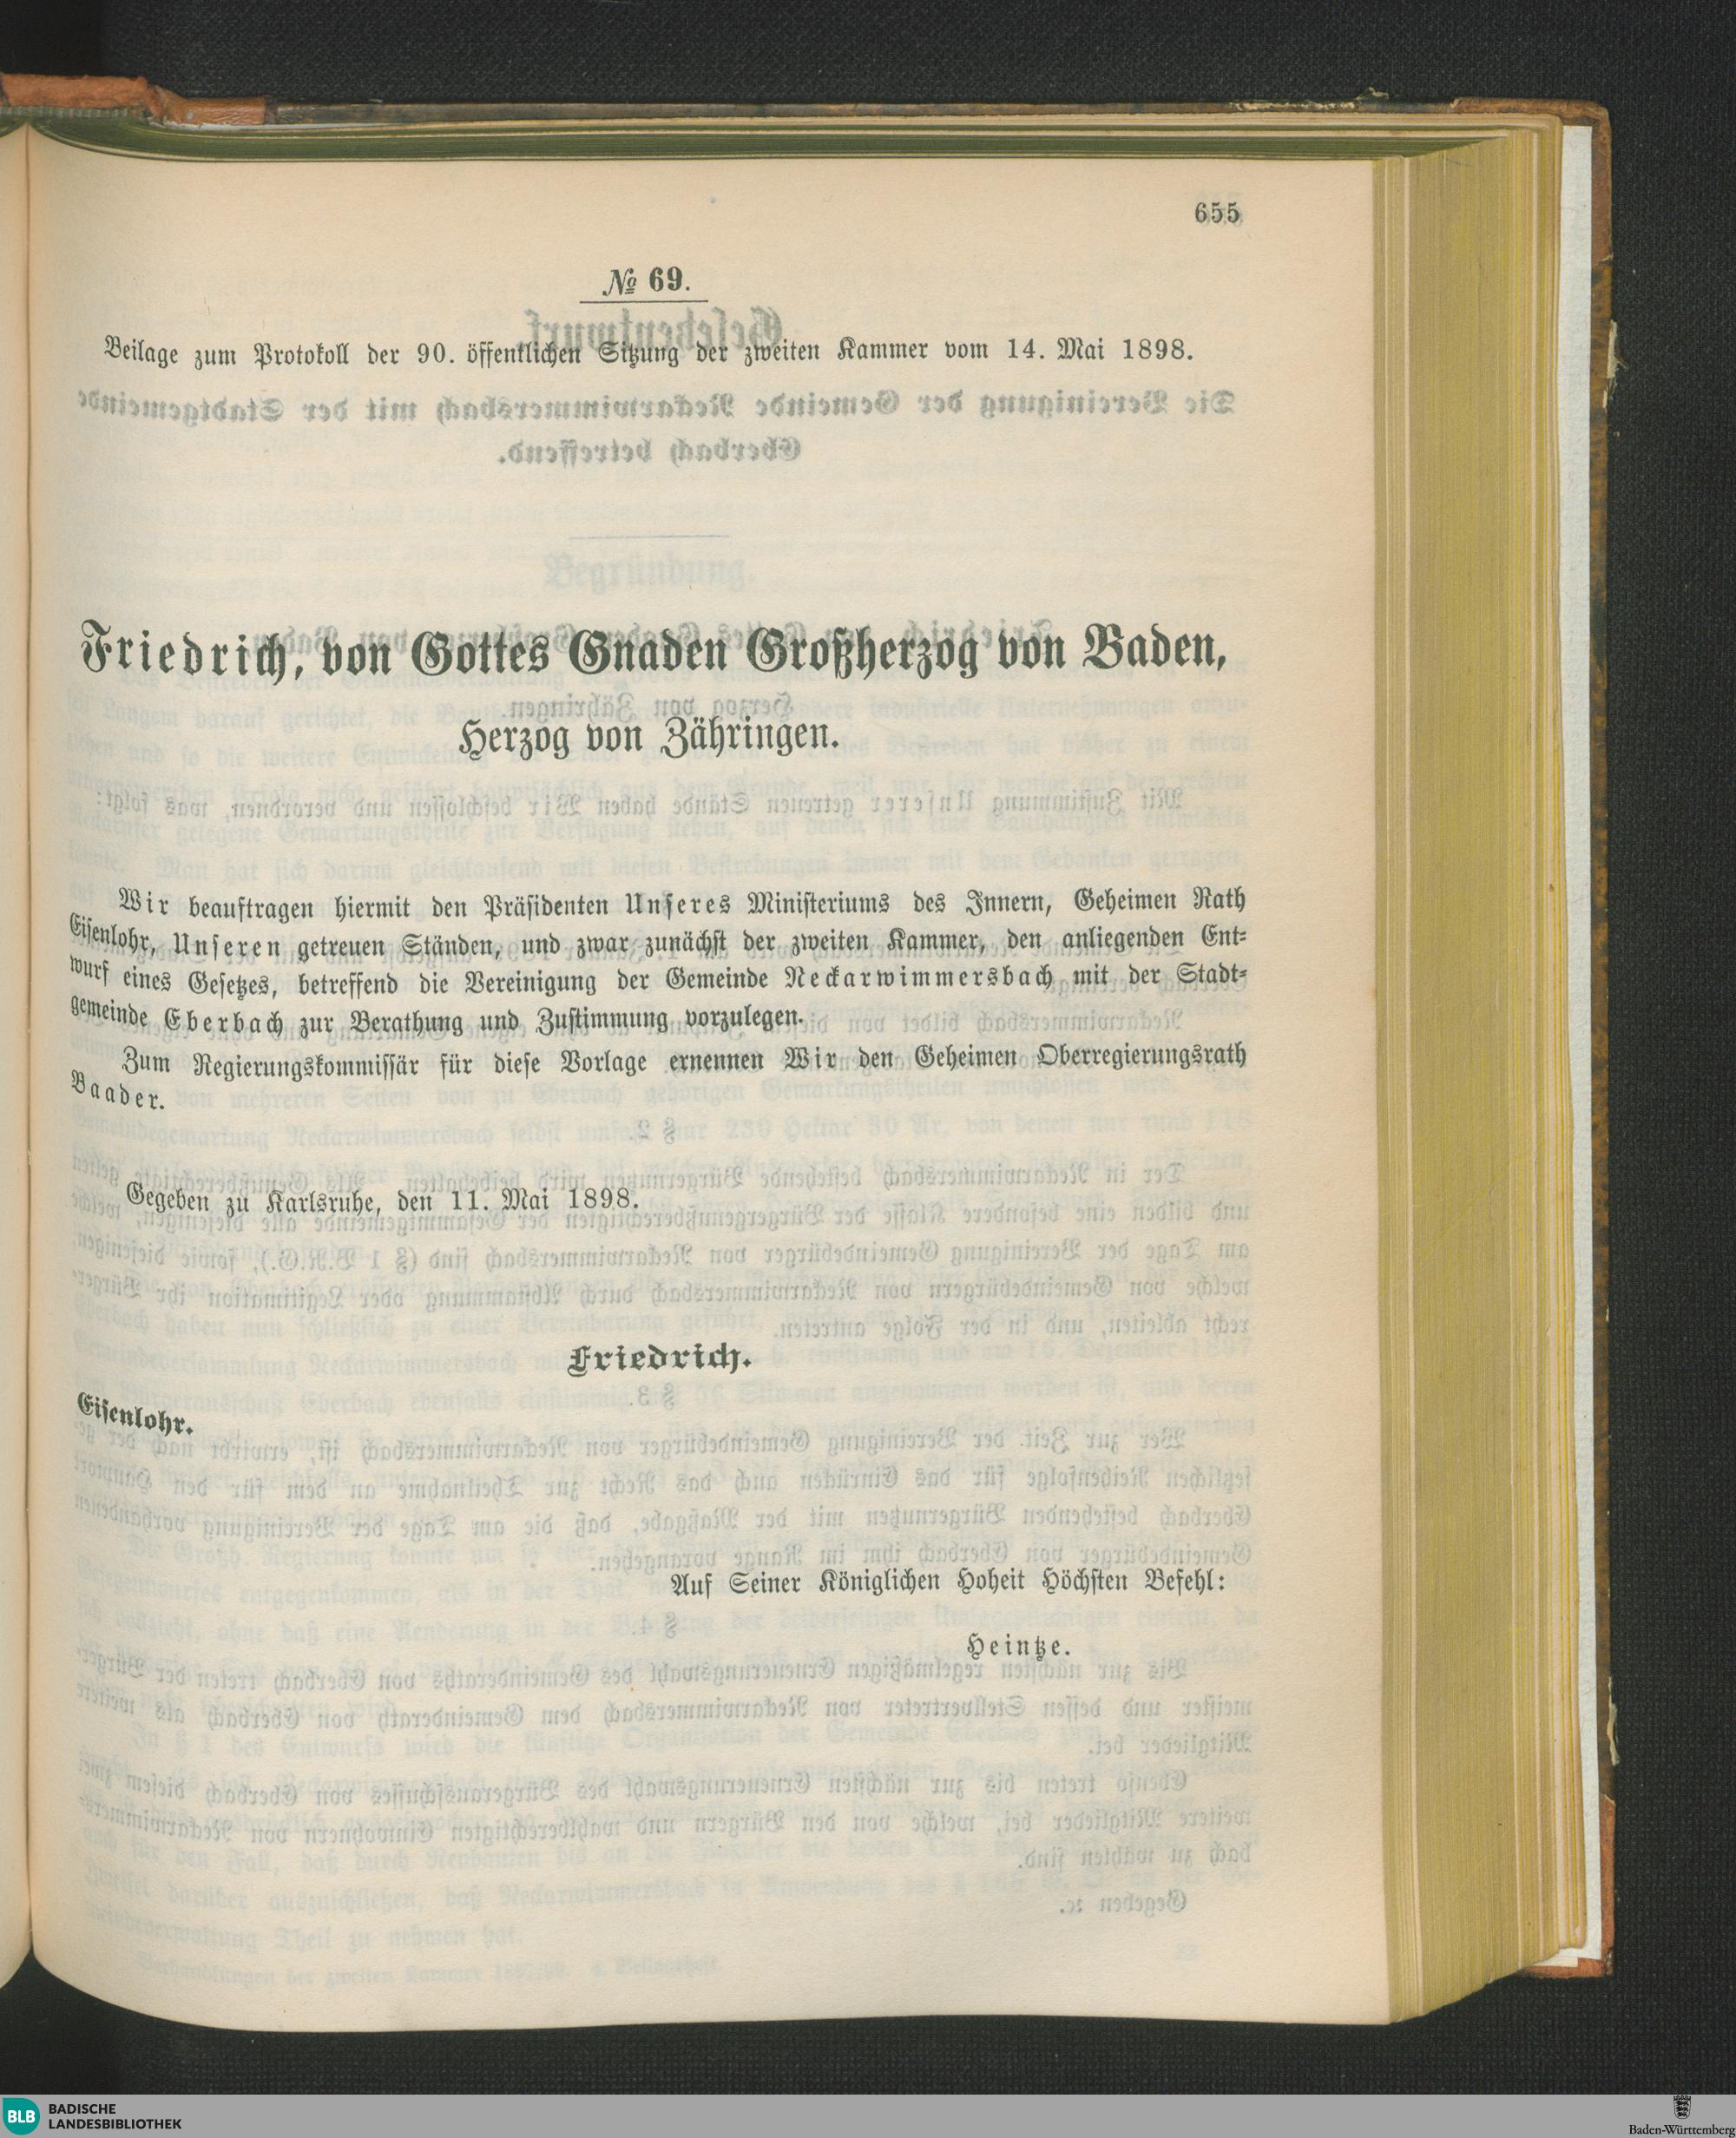 655
№ 69.
Beilage zum Protokoll der 90. öffentlichen Sitzung der zweiten Kammer vom 14. Mai 1898.
Friedrich, von Gottes Gnaden Großherzog von Baden,
Herzog von Zähringen.
Wir beauftragen hiermit den Präsidenten Unseres Ministeriums des Innern, Geheimen Rath
Eisenlohr, Unseren getreuen Ständen, und zwar zunächst der zweiten Kammer, den anliegenden Ent-
wurf eines Gesetzes, betreffend die Vereinigung der Gemeinde Neckarwimmersbach mit der Stadt-
gemeinde Eberbach zur Berathung und Zustimmung vorzulegen.
Zum Regierungskommissär für diese Vorlage ernennen Wir den Geheimen Oberregierungsrath
Baader.
Gegeben zu Karlsruhe, den 11. Mai 1898.
Friedrich.
Eisenlohr.
Auf Seiner Königlichen Hoheit Höchsten Befehl:
Heintze.
BLB BADISCHE
LANDESBIBLIOTHEK
Baden-Württemberg